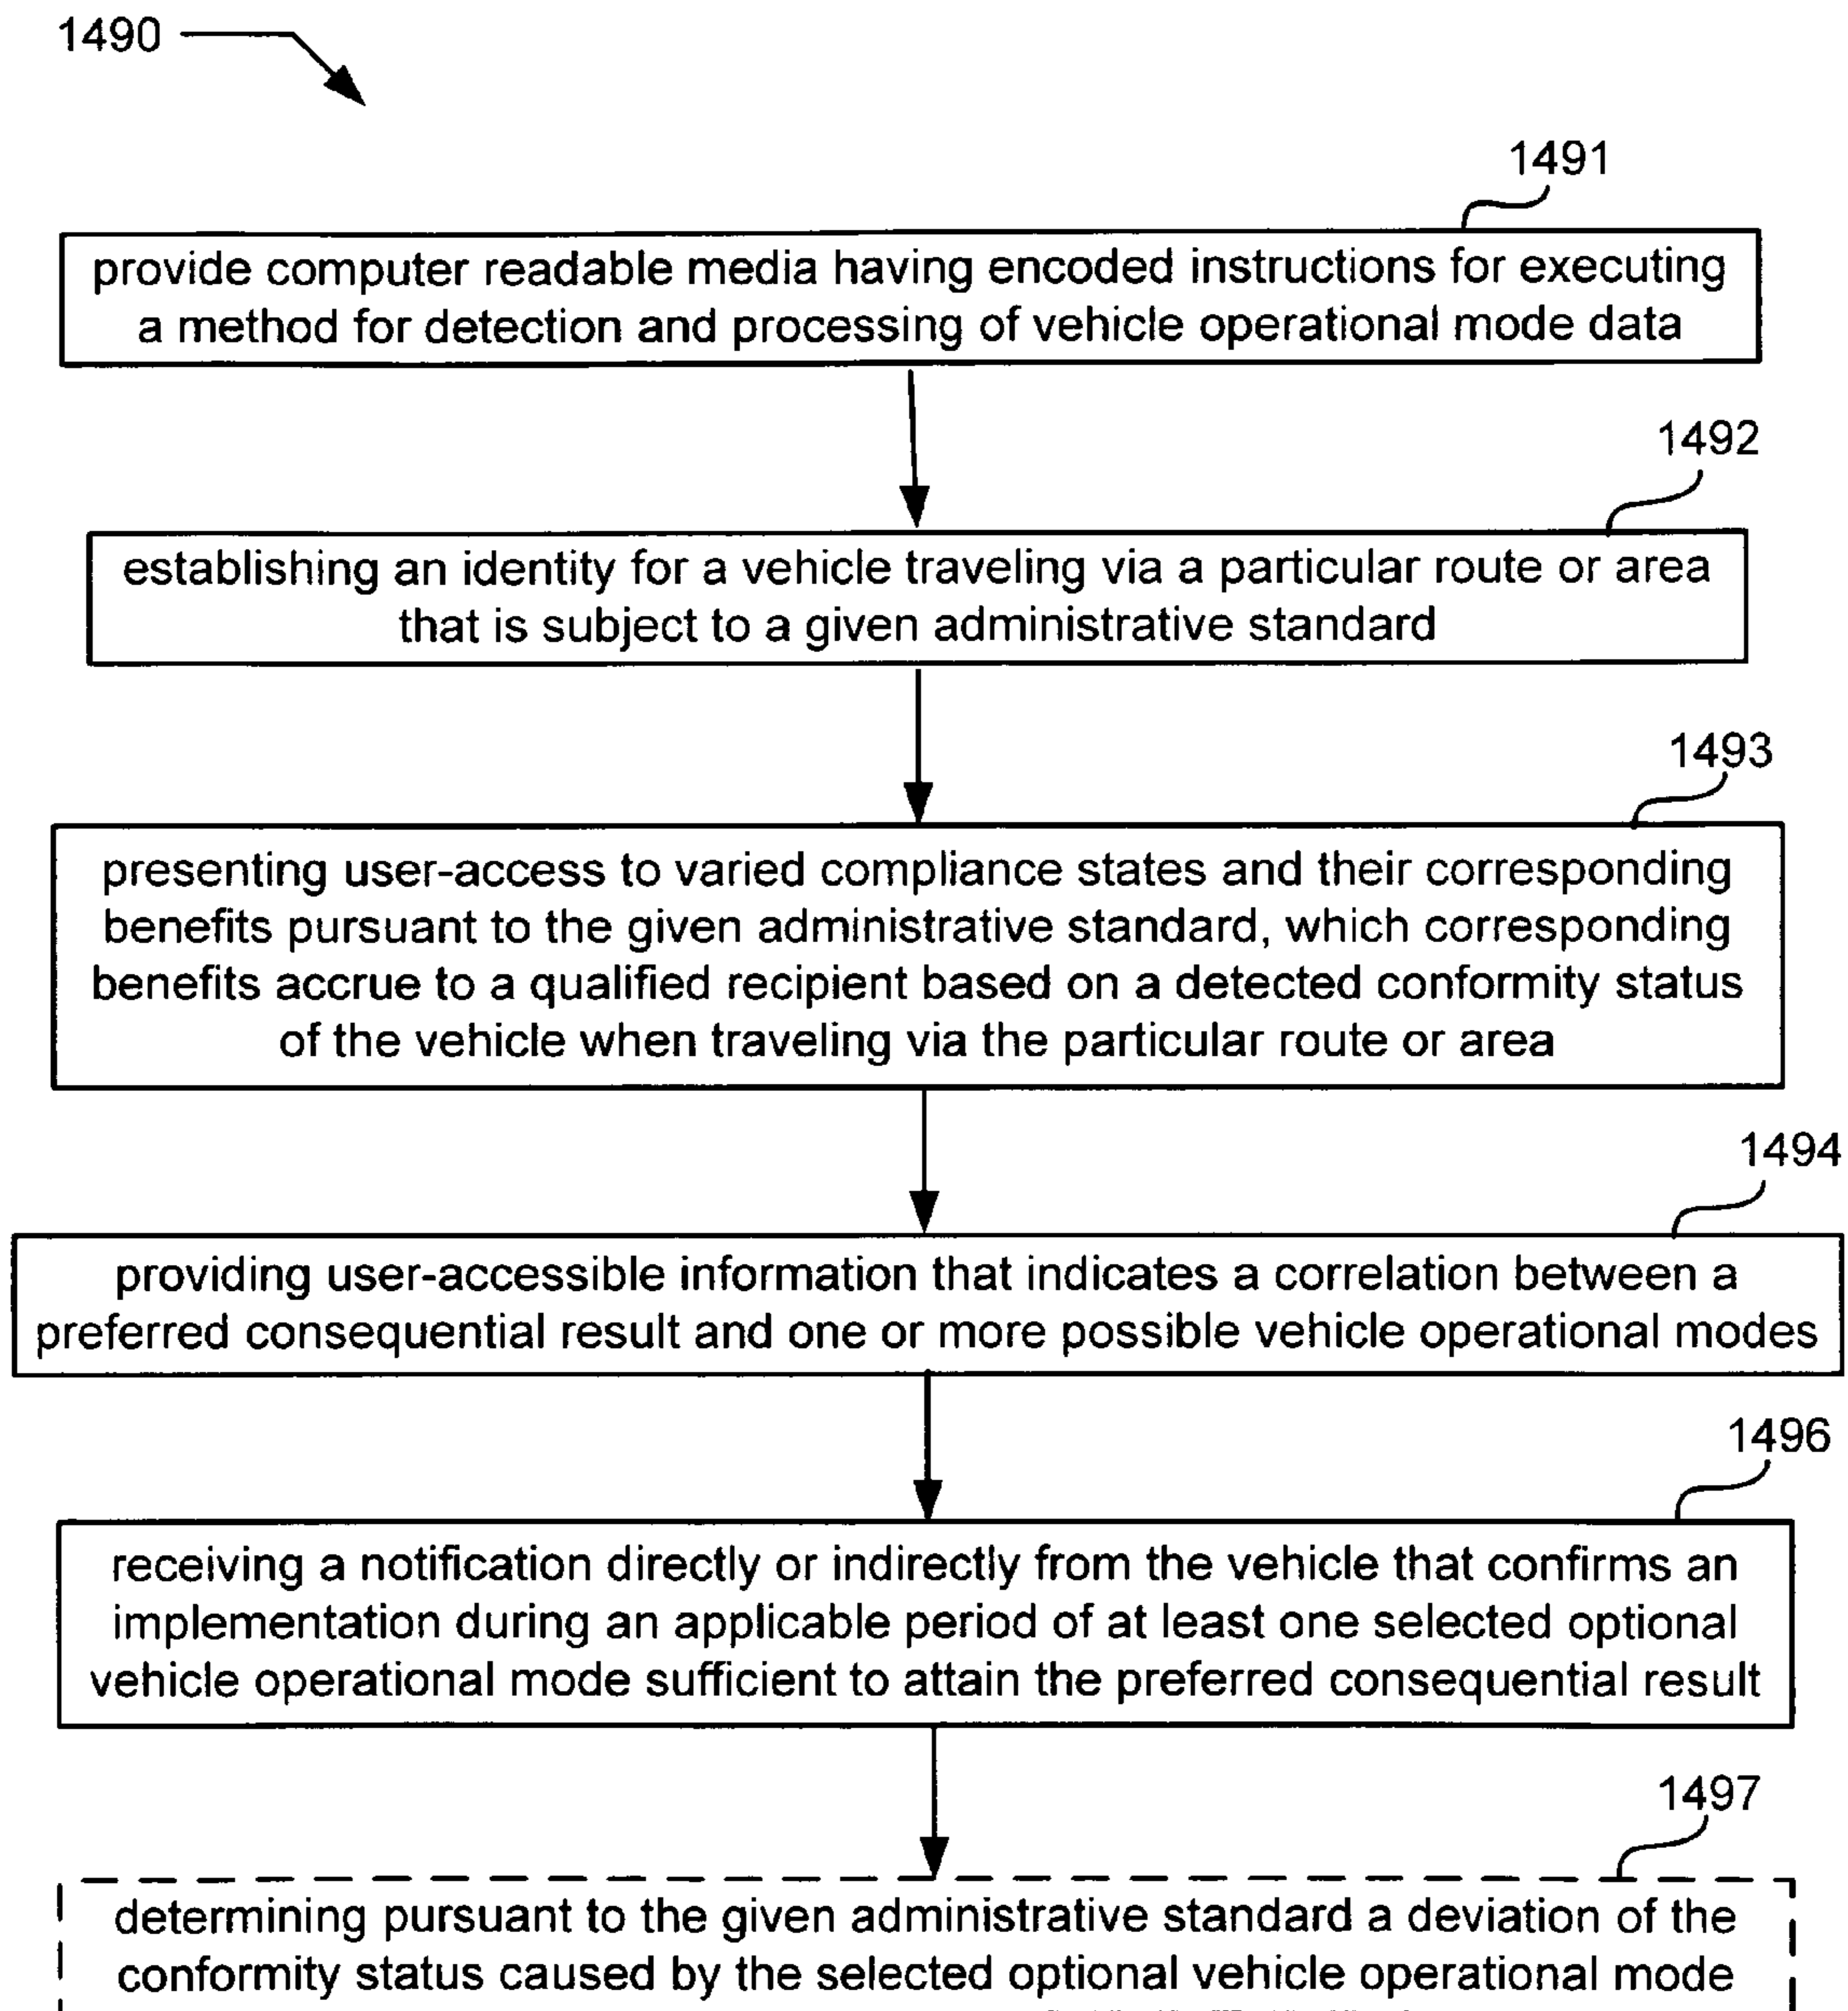 1490
1491
provide computer readable media having encoded instructions for executing
a method for detection and processing of vehicle operational mode data
1492
establishing an identity for a vehicle traveling via a particular route or area
that is subject to a given administrative standard
1493
presenting user-access to varied compliance states and their corresponding
benefits pursuant to the given administrative standard, which corresponding
benefits accrue to a qualified recipient based on a detected conformity status
of the vehicle when traveling via the particular route or area
1494
providing user-accessible information that indicates a correlation between a
preferred consequential result and one or more possible vehicle operational modes
1496
receiving a notification directly or indirectly from the vehicle that confirms an
implementation during an applicable period of at least one selected optional
vehicle operational mode sufficient to attain the preferred consequential result
1497
determining pursuant to the given administrative standard a deviation of the
conformity status caused by the selected optional vehicle operational mode